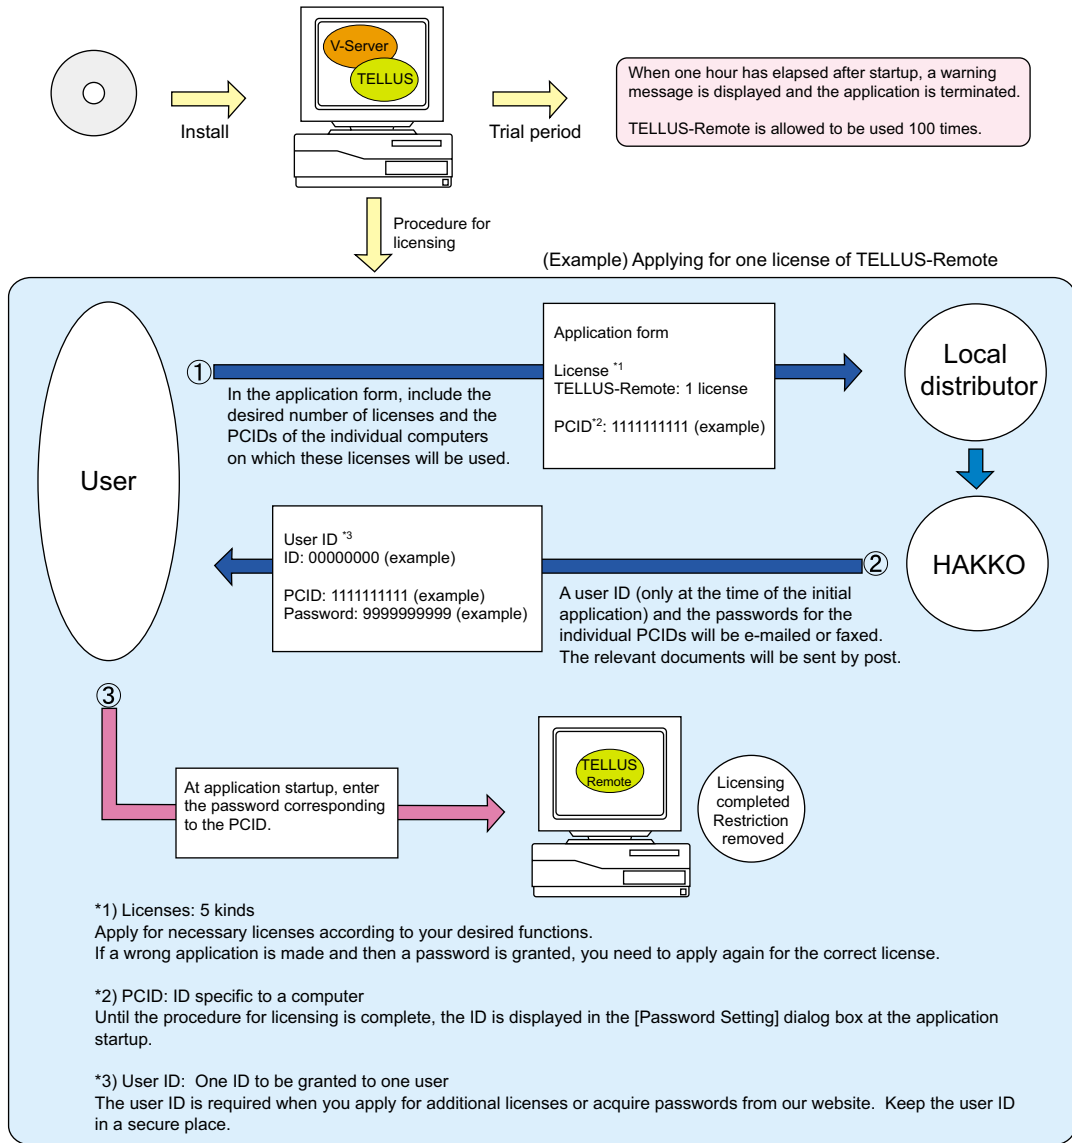 V-Server
TELLUS
Install
Trial period
When one hour has elapsed after startup, a warning
message is displayed and the application is terminated.
TELLUS-Remote is allowed to be used 100 times.
Procedure for
licensing
(Example) Applying for one license of TELLUS-Remote
User
①
In the application form, include the
desired number of licenses and the
PCIDs of the individual computers
on which these licenses will be used.
Application form
License *1
TELLUS-Remote: 1 license
PCID*2: 1111111111 (example)
Local
distributor
HAKKO
②
A user ID (only at the time of the initial
application) and the passwords for the
individual PCIDs will be e-mailed or faxed.
The relevant documents will be sent by post.
User ID *3
ID: 00000000 (example)
PCID: 1111111111 (example)
Password: 9999999999 (example)
③
At application startup, enter
the password corresponding
to the PCID.
TELLUS
Remote
Licensing
completed
Restriction
removed
*1) Licenses: 5 kinds
Apply for necessary licenses according to your desired functions.
If a wrong application is made and then a password is granted, you need to apply again for the correct license.
*2) PCID: ID specific to a computer
Until the procedure for licensing is complete, the ID is displayed in the [Password Setting] dialog box at the application
startup.
*3) User ID:  One ID to be granted to one user
The user ID is required when you apply for additional licenses or acquire passwords from our website.  Keep the user ID
in a secure place.